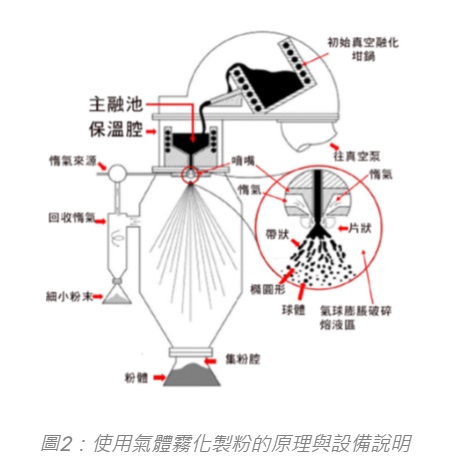 初始真空融化
坩鍋
主融池
保溫腔
往真空泵
惰氣來源
噴嘴
惰氣
惰氣
回收惰氣
帶狀
片狀
細小粉末
橢圓形
球體
氣球膨脹破碎
熔液區
集粉腔
粉體
圖2：使用氣體霧化製粉的原理與設備說明